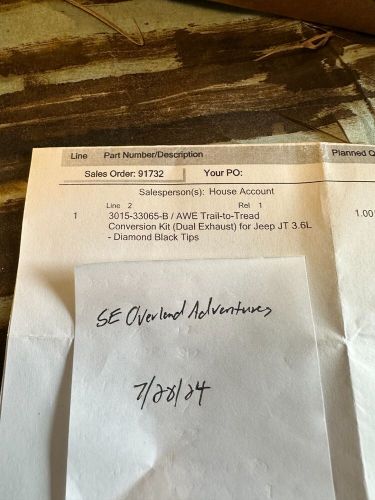 Line Part Number/Description Planned Q
Sales Order: 91732 Your PO:
Salesperson(s): House Account
Line 2 Rel 1
1 3015-33065-B / AWE Trail-to-Tread 1.00
Conversion Kit (Dual Exhaust) for Jeep JT 3.6L
- Diamond Black Tips
SE Overland Adventures
7/28/24